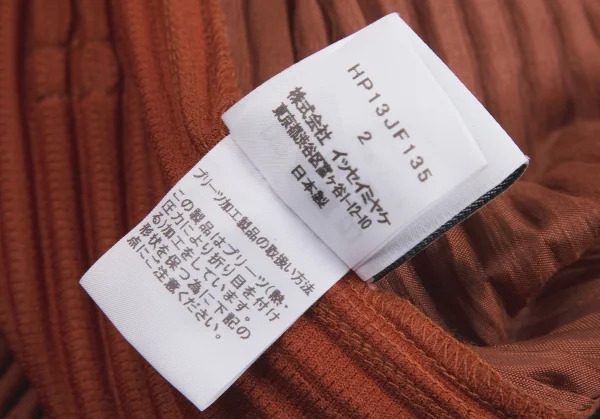 HP13JF135
2
株式会社 イッセイミヤケ
東京都渋谷区富ヶ谷1-12-10
日本製
プリーツ加工製品の取扱い方法
この製品はプリーツ(熱・
圧力により折り目を付け
る)加工をしています。
形状を保つ為に下記の
点にご注意ください。